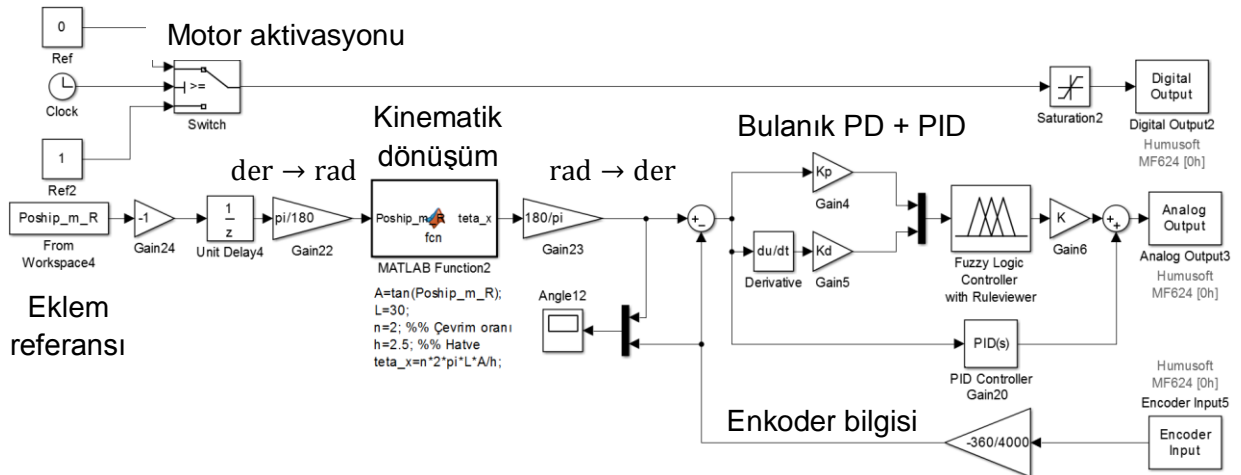 0
Ref
Motor aktivasyonu
Clock
>=
Switch
1
Ref2
Saturation2
Digital
Output
Digital Output2
Humusoft
MF624 [0h]
Poship_m_R
From
Workspace4
-1
Gain24
1
z
Unit Delay4
der → rad
pi/180
Gain22
Kinematik
dönüşüm
Poship_m_R
teta_x
fcn
MATLAB Function2
A=tan(Poship_m_R);
L=30;
n=2; %% Çevrim oranı
h=2.5; %% Hatve
teta_x=n*2*pi*L*A/h;
rad → der
180/pi
Gain23
Angle12
Eklem
referansı
Bulanık PD + PID
Kp
Gain4
du/dt
Derivative
Kd
Gain5
Fuzzy Logic
Controller
with Ruleviewer
K
Gain6
Analog
Output
Analog Output3
Humusoft
MF624 [0h]
PID(s)
PID Controller
Gain20
Enkoder bilgisi
-360/4000
Humusoft
MF624 [0h]
Encoder Input5
Encoder
Input